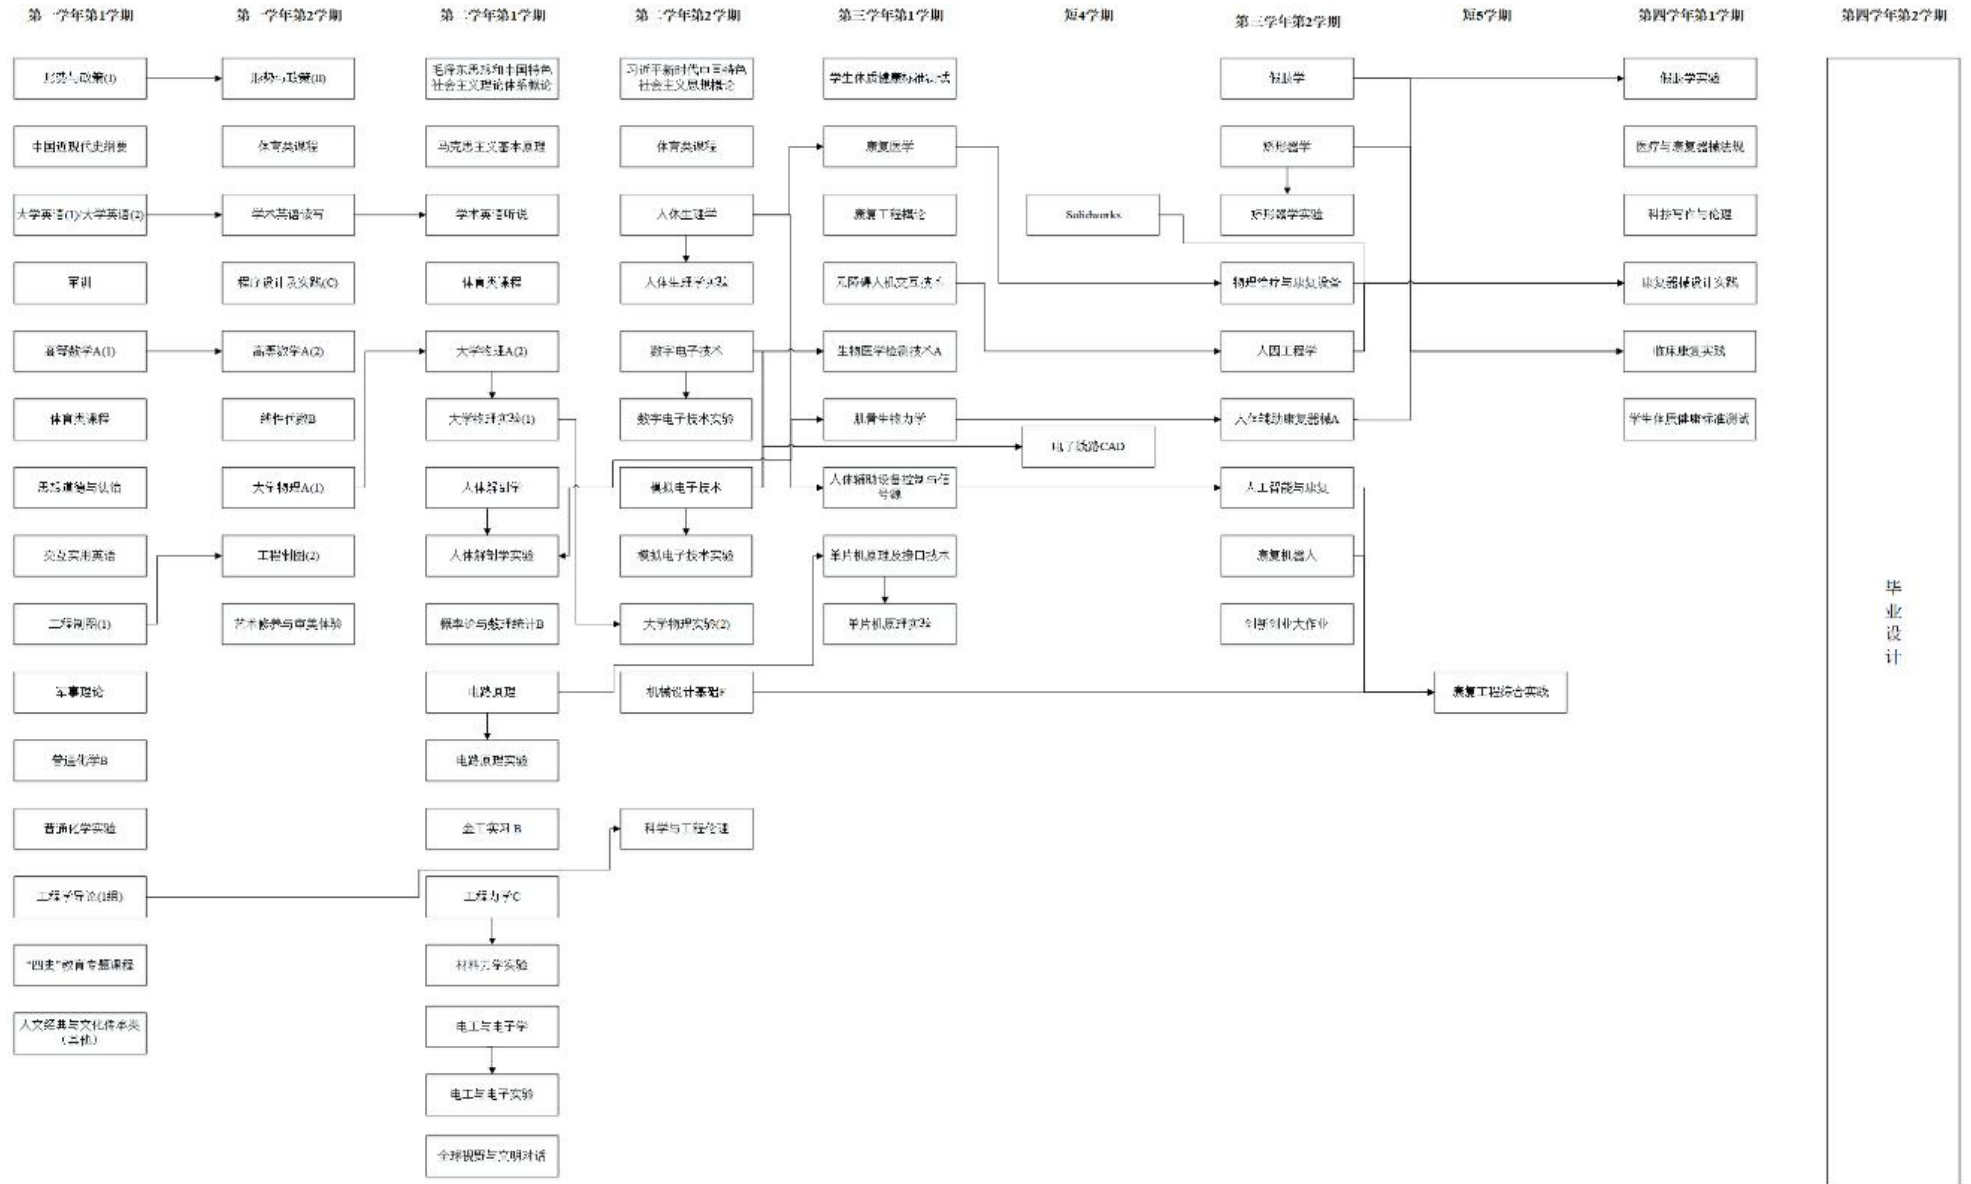 第一学年第1学期
第一学年第2学期
第二学年第1学期
第二学年第2学期
第三学年第1学期
短4学期
第三学年第2学期
短5学期
第四学年第1学期
第四学年第2学期
形势与政策(I)
形势与政策(II)
毛泽东思想和中国特色
社会主义理论体系概论
习近平新时代中国特色
社会主义思想概论
学生体质健康标准测试
假肢学
假肢学实验
中国近现代史纲要
体育类课程
马克思主义基本原理
体育类课程
康复医学
矫形器学
医疗与康复器械法规
大学英语(1)/大学英语(2)
学术英语读写
学术英语听说
人体生理学
康复工程概论
Solidworks
矫形器学实验
科技写作与伦理
军训
程序设计及实践(C)
体育类课程
人体生理学实验
无障碍人机交互技术
物理治疗与康复设备
康复器械设计实践
高等数学A(1)
高等数学A(2)
大学物理A(2)
数字电子技术
生物医学检测技术A
人因工程学
临床康复实践
体育类课程
线性代数B
大学物理实验(1)
数字电子技术实验
肌骨生物力学
电子线路CAD
人体辅助康复器械A
学生体质健康标准测试
思想道德与法治
大学物理A(1)
人体解剖学
模拟电子技术
人体辅助设备控制与信
号源
人工智能与康复
交互实用英语
工程制图(2)
人体解剖学实验
模拟电子技术实验
单片机原理及接口技术
康复机器人
工程制图(1)
艺术修养与审美体验
概率论与数理统计B
大学物理实验(2)
单片机原理实验
创新创业大作业
军事理论
电路原理
机械设计基础E
康复工程综合实践
普通化学B
电路原理实验
普通化学实验
金工实习B
科学与工程伦理
工程学导论(1组)
工程力学C
"四史"教育专题课程
材料力学实验
人文经典与文化传承类
（其他）
电工与电子学
电工与电子实验
全球视野与文明对话
毕
业
设
计